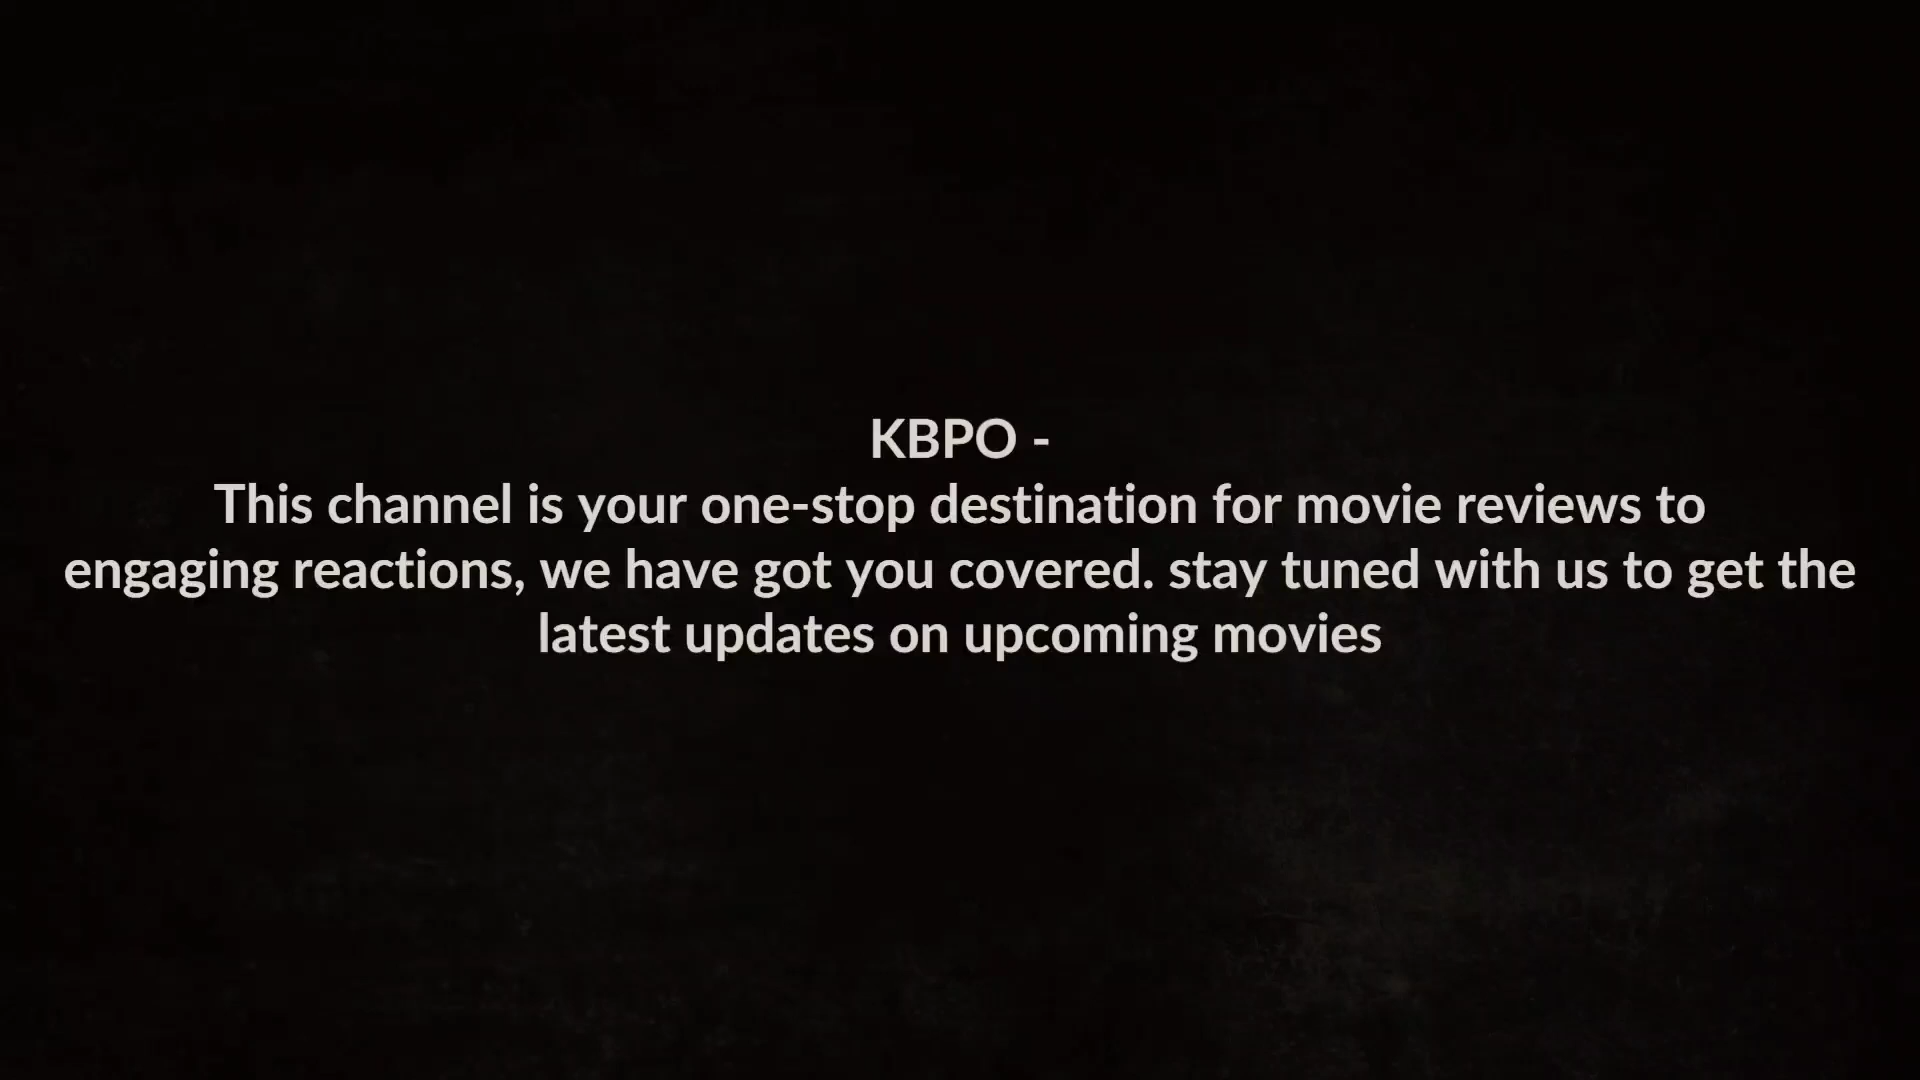 KBPO -
This channel is your one-stop destination for movie reviews to
engaging reactions, we have got you covered. stay tuned with us to get the
latest updates on upcoming movies